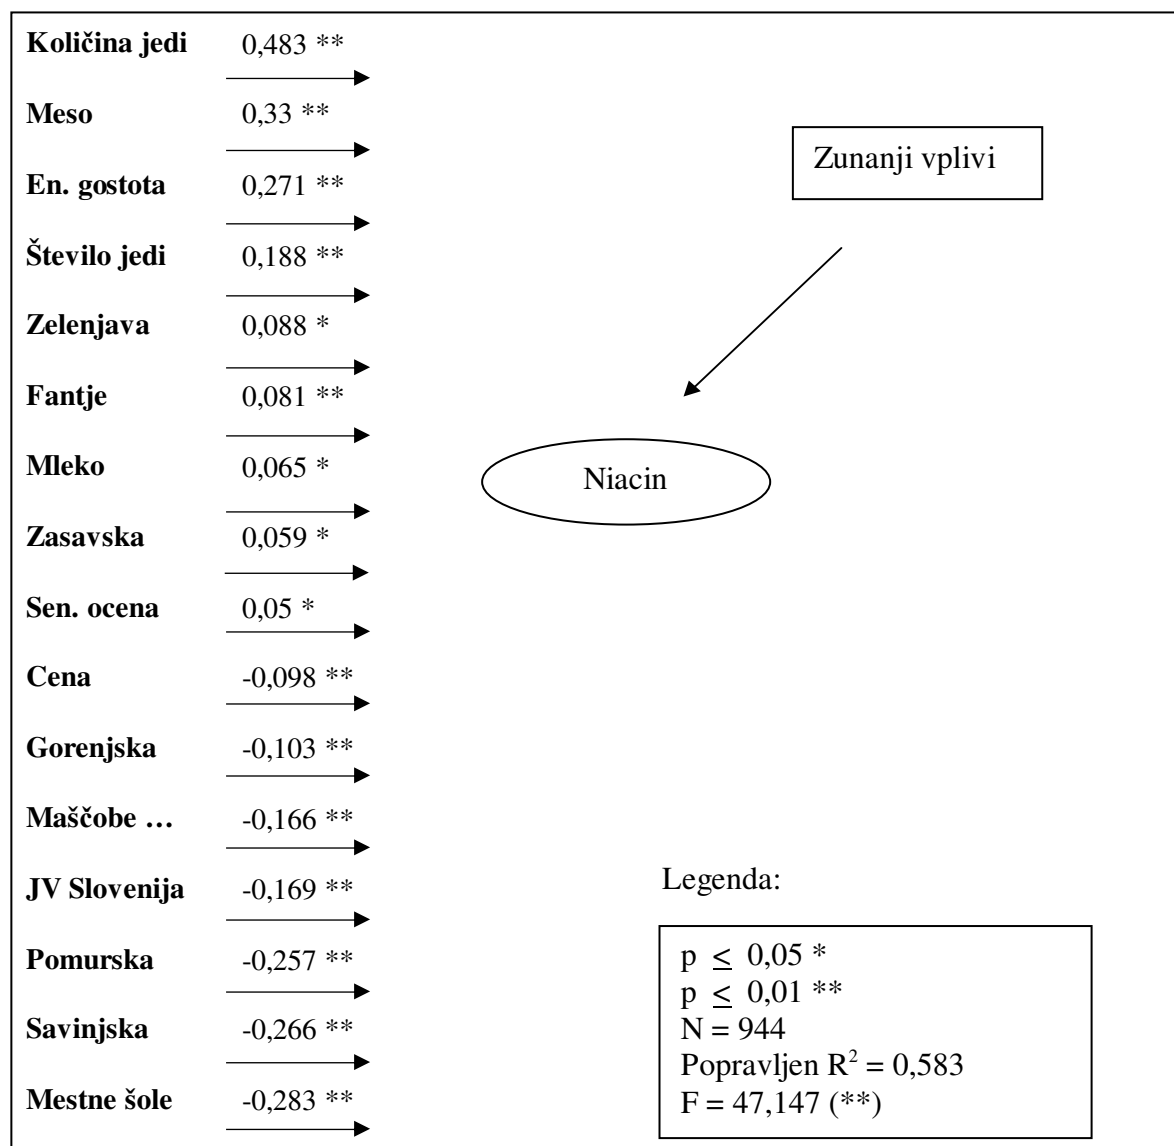 Količina jedi 0,483 **
Meso 0,33 **
Zunanji vplivi
En. gostota 0,271 **
Število jedi 0,188 **
Zelenjava 0,088 *
Fantje 0,081 **
Mleko 0,065 *
Niacin
Zasavska 0,059 *
Sen. ocena 0,05 *
Cena -0,098 **
Gorenjska -0,103 **
Maščobe … -0,166 **
JV Slovenija -0,169 **
Pomurska -0,257 **
Savinjska -0,266 **
Mestne šole -0,283 **
Legenda:
p ≤ 0,05 *
p ≤ 0,01 **
N = 944
Popravljen R² = 0,583
F = 47,147 (**)